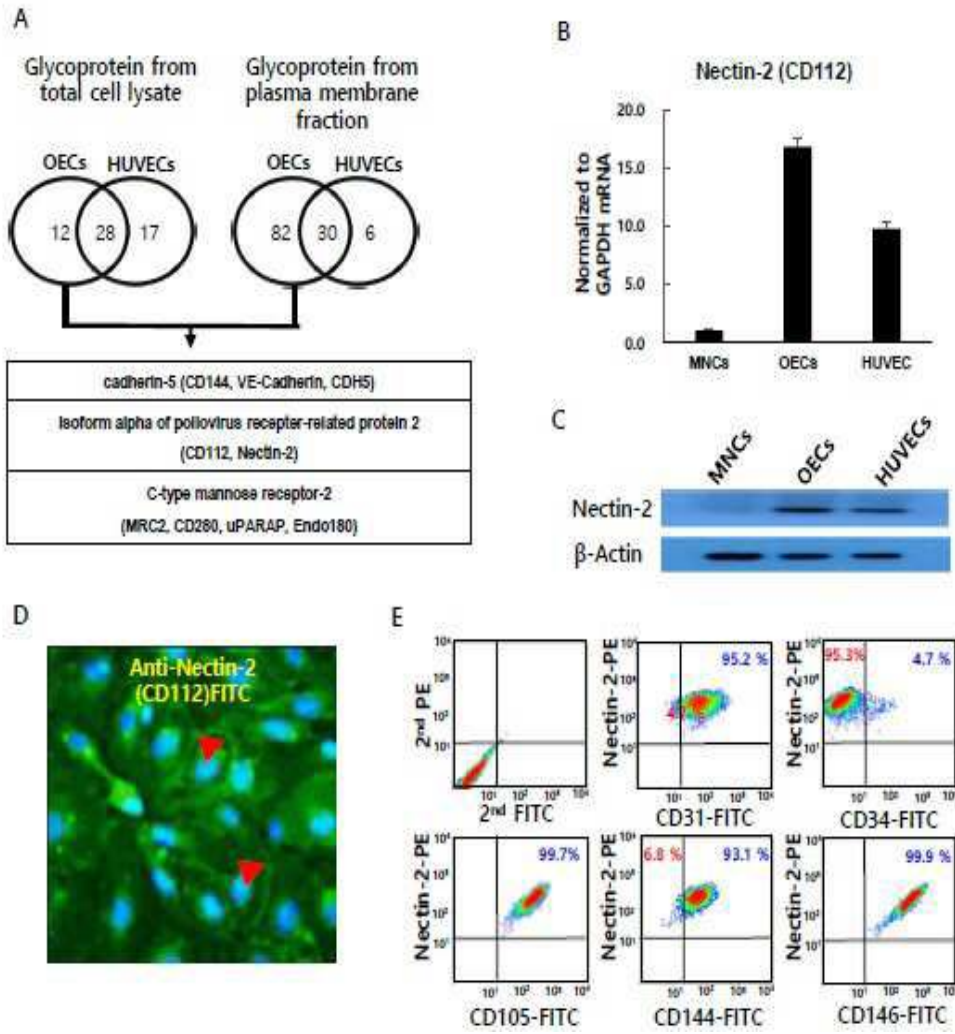 A
Glycoprotein from
total cell lysate
Glycoprotein from
plasma membrane
fraction
OECs
HUVECs
12
28
17
OECs
HUVECs
82
30
6
cadherin-5 (CD144, VE-Cadherin, CDH5)
Isoform alpha of poliovirus recepter-related protein 2
(CD112, Nectin-2)
C-type mannose receptor-2
(MRC2, CD280, uPARAP, Endo180)
B
Nectin-2 (CD112)
Normalized to
GAPDH mRNA
20.0
15.0
10.0
5.0
0.0
MNCs
OECs
HUVEC
C
MNCs
OECs
HUVECs
Nectin-2
β-Actin
D
Anti-Nectin-2
(CD112)FITC
E
2nd PE
2nd FITC
Nectin-2-PE
95.2 %
CD31-FITC
Nectin-2-PE
95.3%
4.7 %
CD34-FITC
Nectin-2-PE
99.7%
CD105-FITC
Nectin-2-PE
6.8 %
93.1 %
CD144-FITC
Nectin-2-PE
99.9 %
CD146-FITC